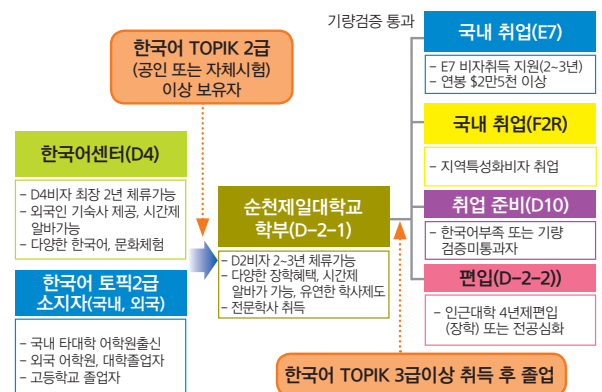 한국어 TOPIK 2급
(공인 또는 자체시험)
이상 보유자
한국어센터(D4)
– D4비자 최장 2년 체류가능
– 외국인 기숙사 제공, 시간제
알바가능
– 다양한 한국어, 문화체험
한국어 토픽2급
소지자(국내, 외국)
– 국내 타대학 어학원출신
– 외국 어학원, 대학졸업자
– 고등학교 졸업자
순천제일대학교
학부(D–2–1)
– D2비자 2~3년 체류가능
– 다양한 장학혜택, 시간제
알바가 가능, 유연한 학사제도
– 전문학사 취득
한국어 TOPIK 3급이상 취득 후 졸업
기량검증 통과
국내 취업(E7)
– E7 비자취득 지원(2~3년)
– 연봉 $2만5천 이상
국내 취업(F2R)
– 지역특성화비자 취업
취업 준비(D10)
– 한국어부족 또는 기량
검증미통과자
편입(D–2–2))
– 인근대학 4년제편입
(장학) 또는 전공심화